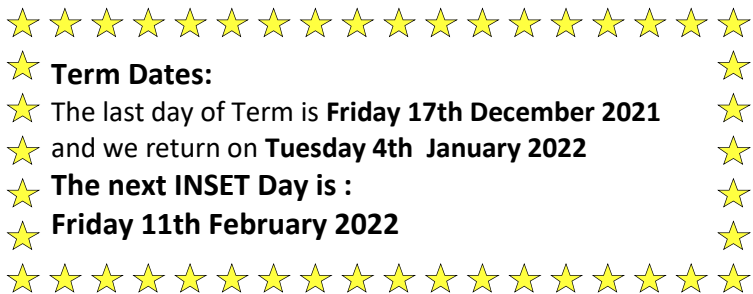 Term Dates:
The last day of Term is Friday 17th December 2021
and we return on Tuesday 4th  January 2022
The next INSET Day is :
Friday 11th February 2022